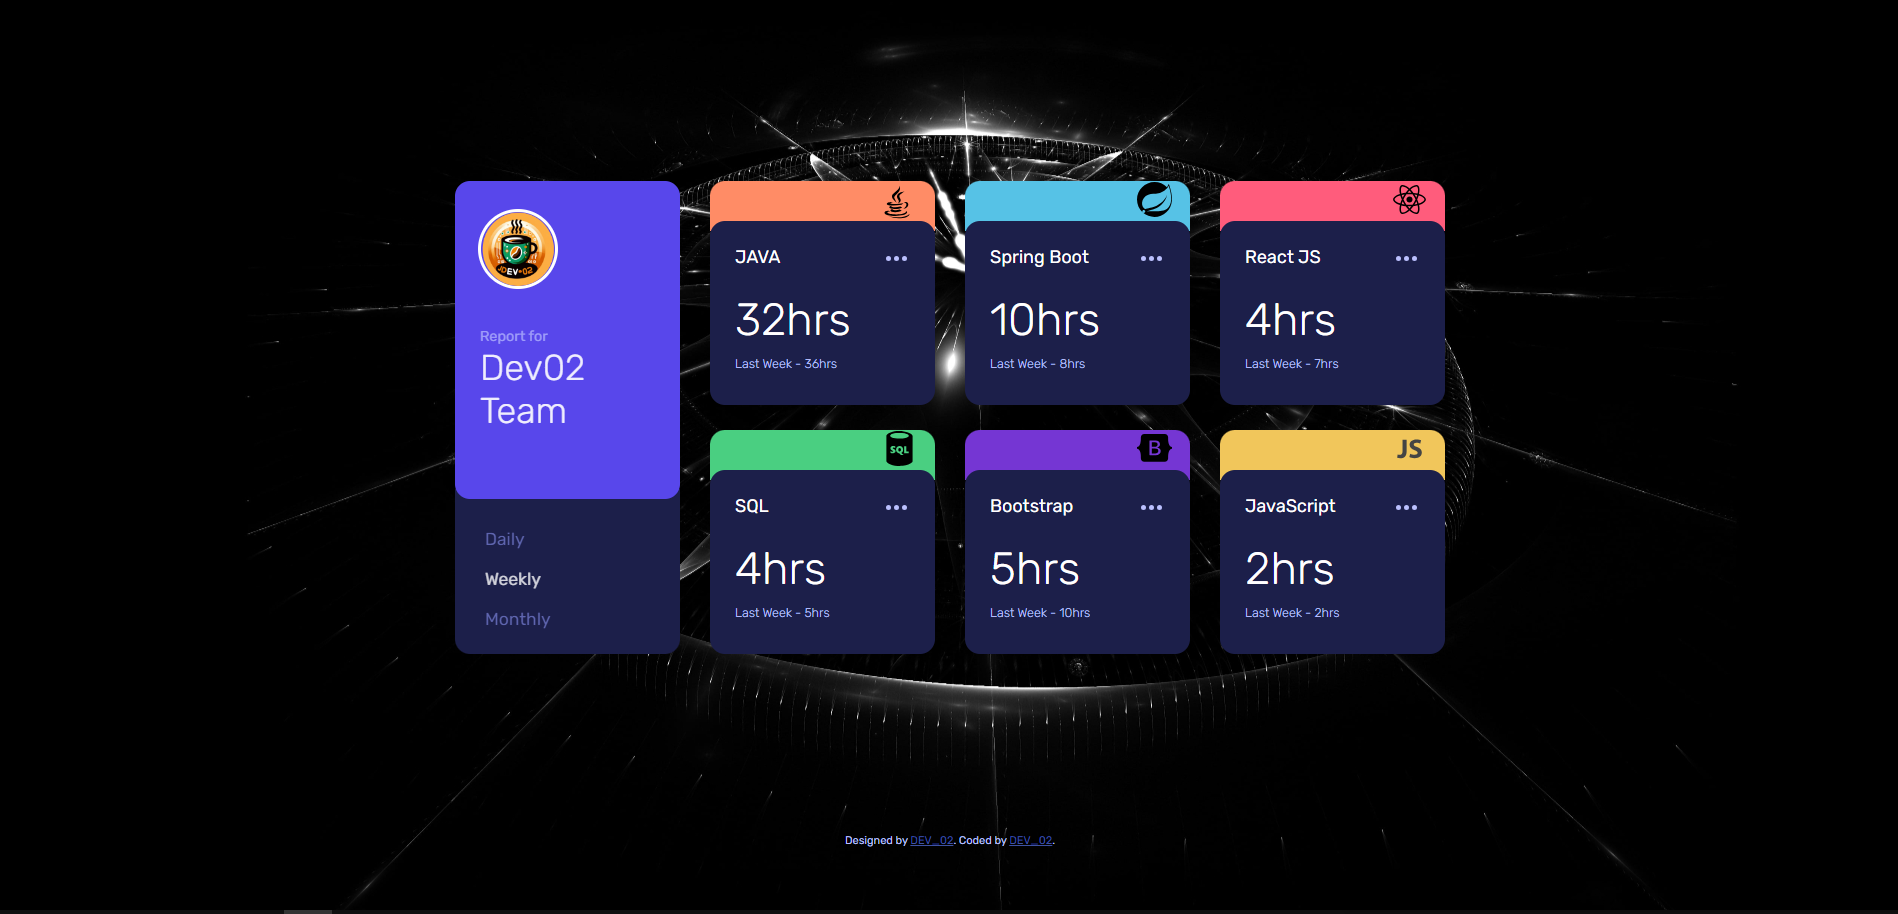 JDEV-02
Report for
Dev02
Team
Daily
Weekly
Monthly
JAVA
32hrs
Last Week - 36hrs
Spring Boot
10hrs
Last Week - 8hrs
React JS
4hrs
Last Week - 7hrs
SQL
SQL
4hrs
Last Week - 5hrs
B
Bootstrap
5hrs
Last Week - 10hrs
JS
JavaScript
2hrs
Last Week - 2hrs
Designed by DEV_02. Coded by DEV_02.